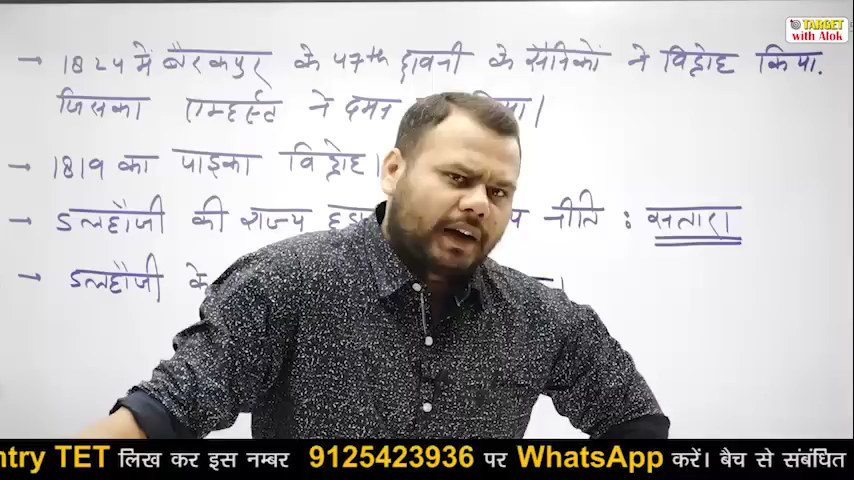 TARGET with Alok
→ 1824 में बैरकपुर के 47th छावनी के सैनिकों ने विद्रोह किया.
जिसका एम्हर्स्ट ने दमन किया।
→ 1819 का पाइका विद्रोह।
→ डलहौजी की राज्य हड़प नीति : सतारा
→ डलहौजी के
ntry TET लिख कर इस नम्बर 9125423936 पर WhatsApp करें। बैच से संबंधित